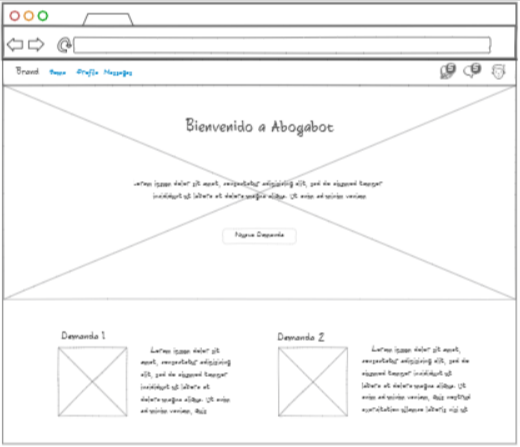 Brand Home Profile Messages
Bienvenido a Abogabot
Lorem ipsum dolor sit amet, consectetur adipisicing elit, sed do eiusmod tempor
incididunt ut labore et dolore magna aliqua. Ut enim ad minim veniam
Nueva Demanda
Demanda 1
Lorem ipsum dolor sit
amet, consectetur adipisicing
elit, sed do eiusmod tempor
incididunt ut labore et
dolore magna aliqua. Ut enim
ad minim veniam, quis
Demanda 2
Lorem ipsum dolor sit amet,
consectetur adipisicing elit, sed do
eiusmod tempor incididunt ut
labore et dolore magna aliqua. Ut
enim ad minim veniam, quis nostrud
exercitation ullamco laboris nisi ut